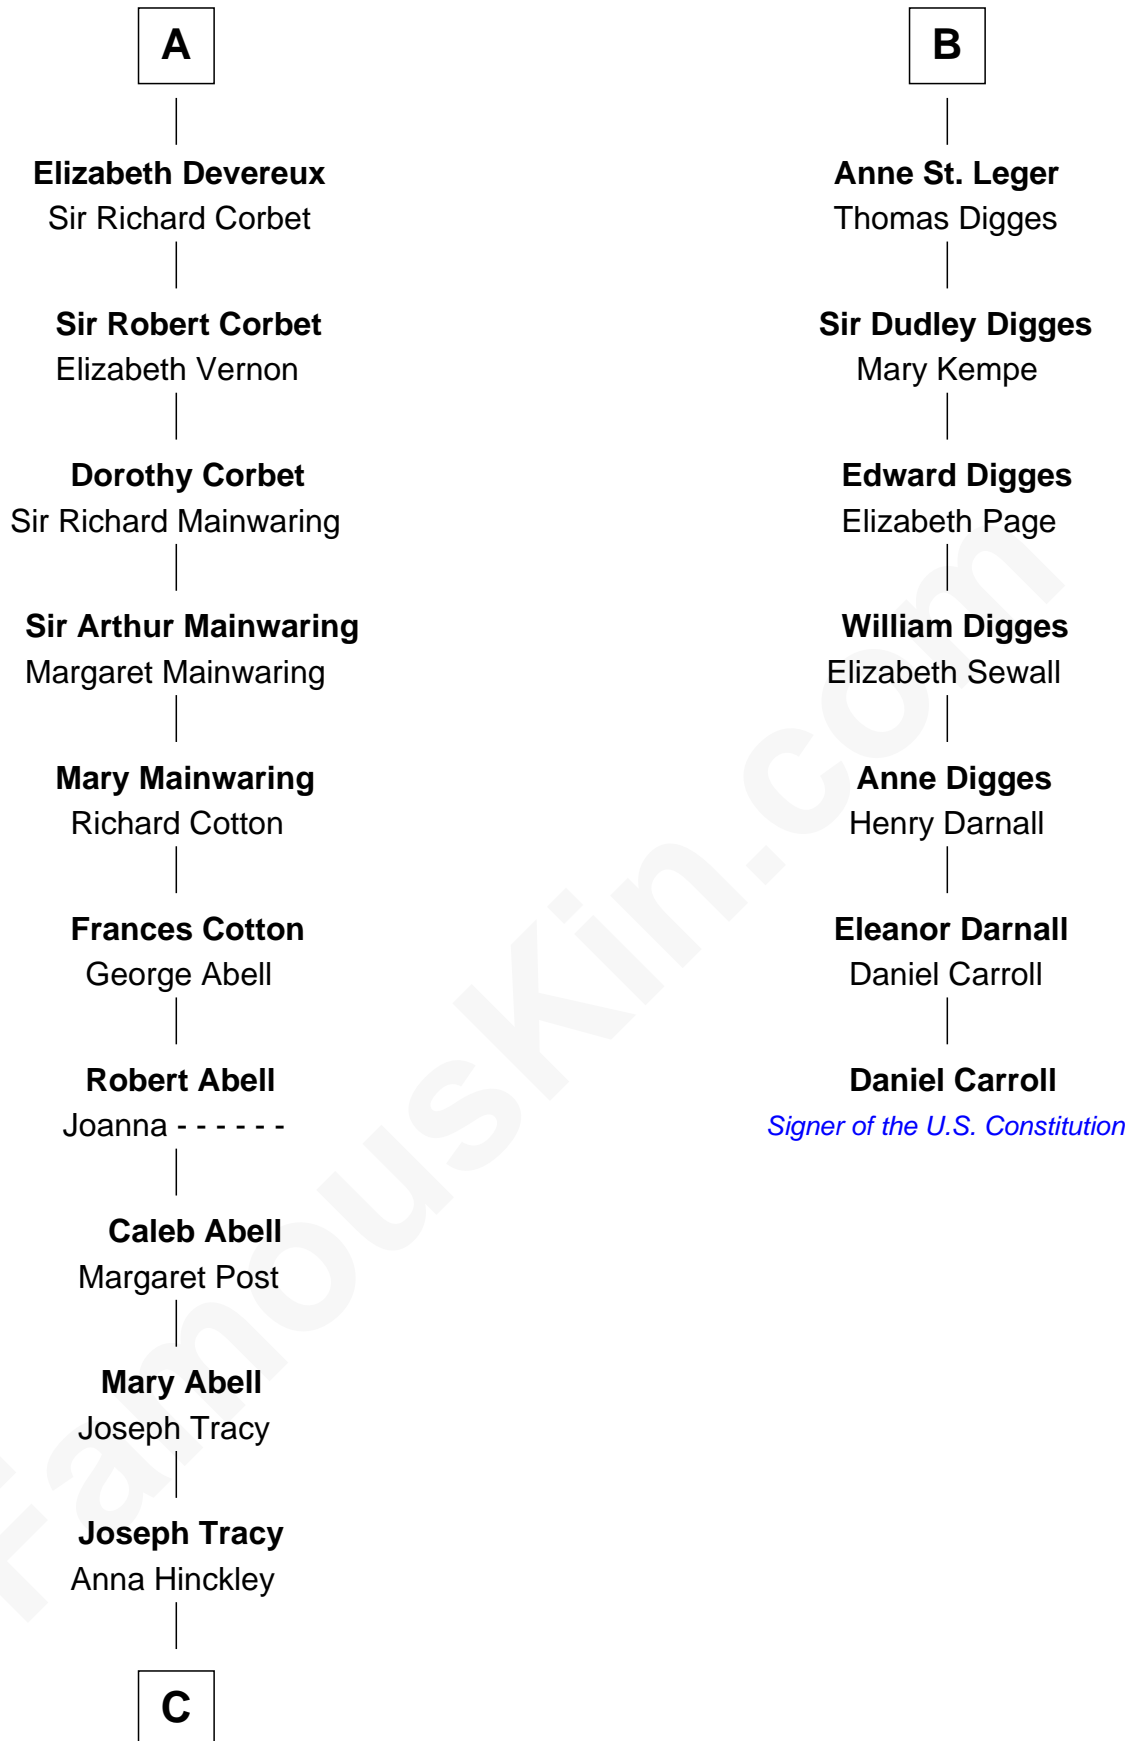 A
Elizabeth Devereux
Sir Richard Corbet
Sir Robert Corbet
Elizabeth Vernon
Dorothy Corbet
Sir Richard Mainwaring
Sir Arthur Mainwaring
Margaret Mainwaring
Mary Mainwaring
Richard Cotton
Frances Cotton
George Abell
Robert Abell
Joanna - - - - - -
Caleb Abell
Margaret Post
Mary Abell
Joseph Tracy
Joseph Tracy
Anna Hinckley
C
B
Anne St. Leger
Thomas Digges
Sir Dudley Digges
Mary Kempe
Edward Digges
Elizabeth Page
William Digges
Elizabeth Sewall
Anne Digges
Henry Darnall
Eleanor Darnall
Daniel Carroll
Daniel Carroll
Signer of the U.S. Constitution
FamousKin.com